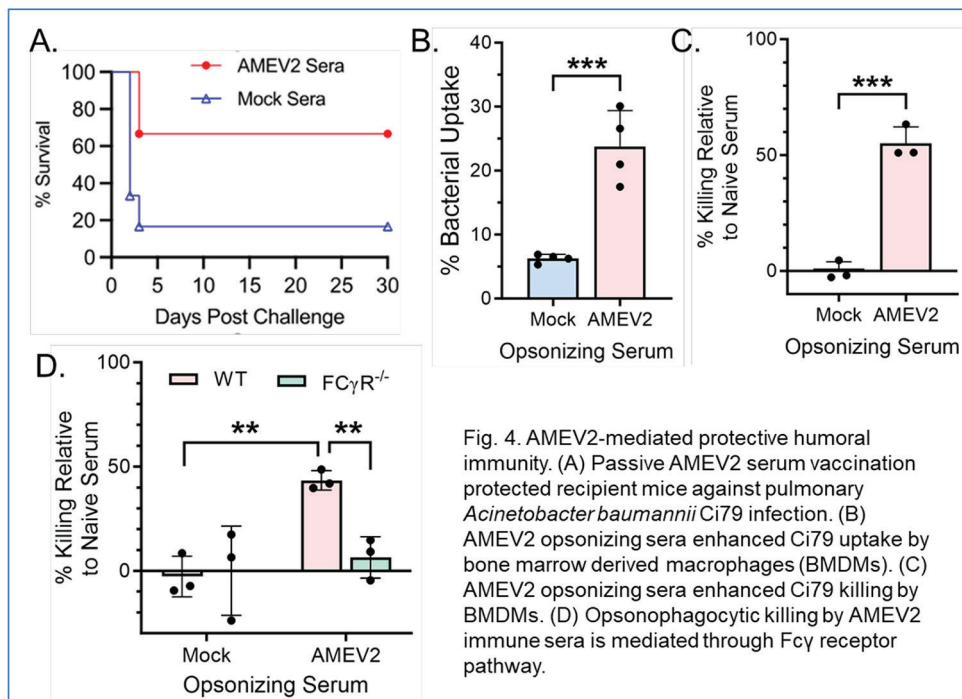 A.
AMEV2 Sera
Mock Sera
% Survival
100
80
60
40
20
0
0 5 10 15 20 25 30
Days Post Challenge
B.
% Bacterial Uptake
40
30
20
10
0
***
Mock AMEV2
Opsonizing Serum
C.
% Killing Relative
to Naive Serum
100
50
0
***
Mock AMEV2
Opsonizing Serum
D.
WT FCγR-/-
% Killing Relative
to Naive Serum
100
50
0
** **
Mock AMEV2
Opsonizing Serum
Fig. 4. AMEV2-mediated protective humoral
immunity. (A) Passive AMEV2 serum vaccination
protected recipient mice against pulmonary
Acinetobacter baumannii Ci79 infection. (B)
AMEV2 opsonizing sera enhanced Ci79 uptake by
bone marrow derived macrophages (BMDMs). (C)
AMEV2 opsonizing sera enhanced Ci79 killing by
BMDMs. (D) Opsonophagocytic killing by AMEV2
immune sera is mediated through Fcγ receptor
pathway.